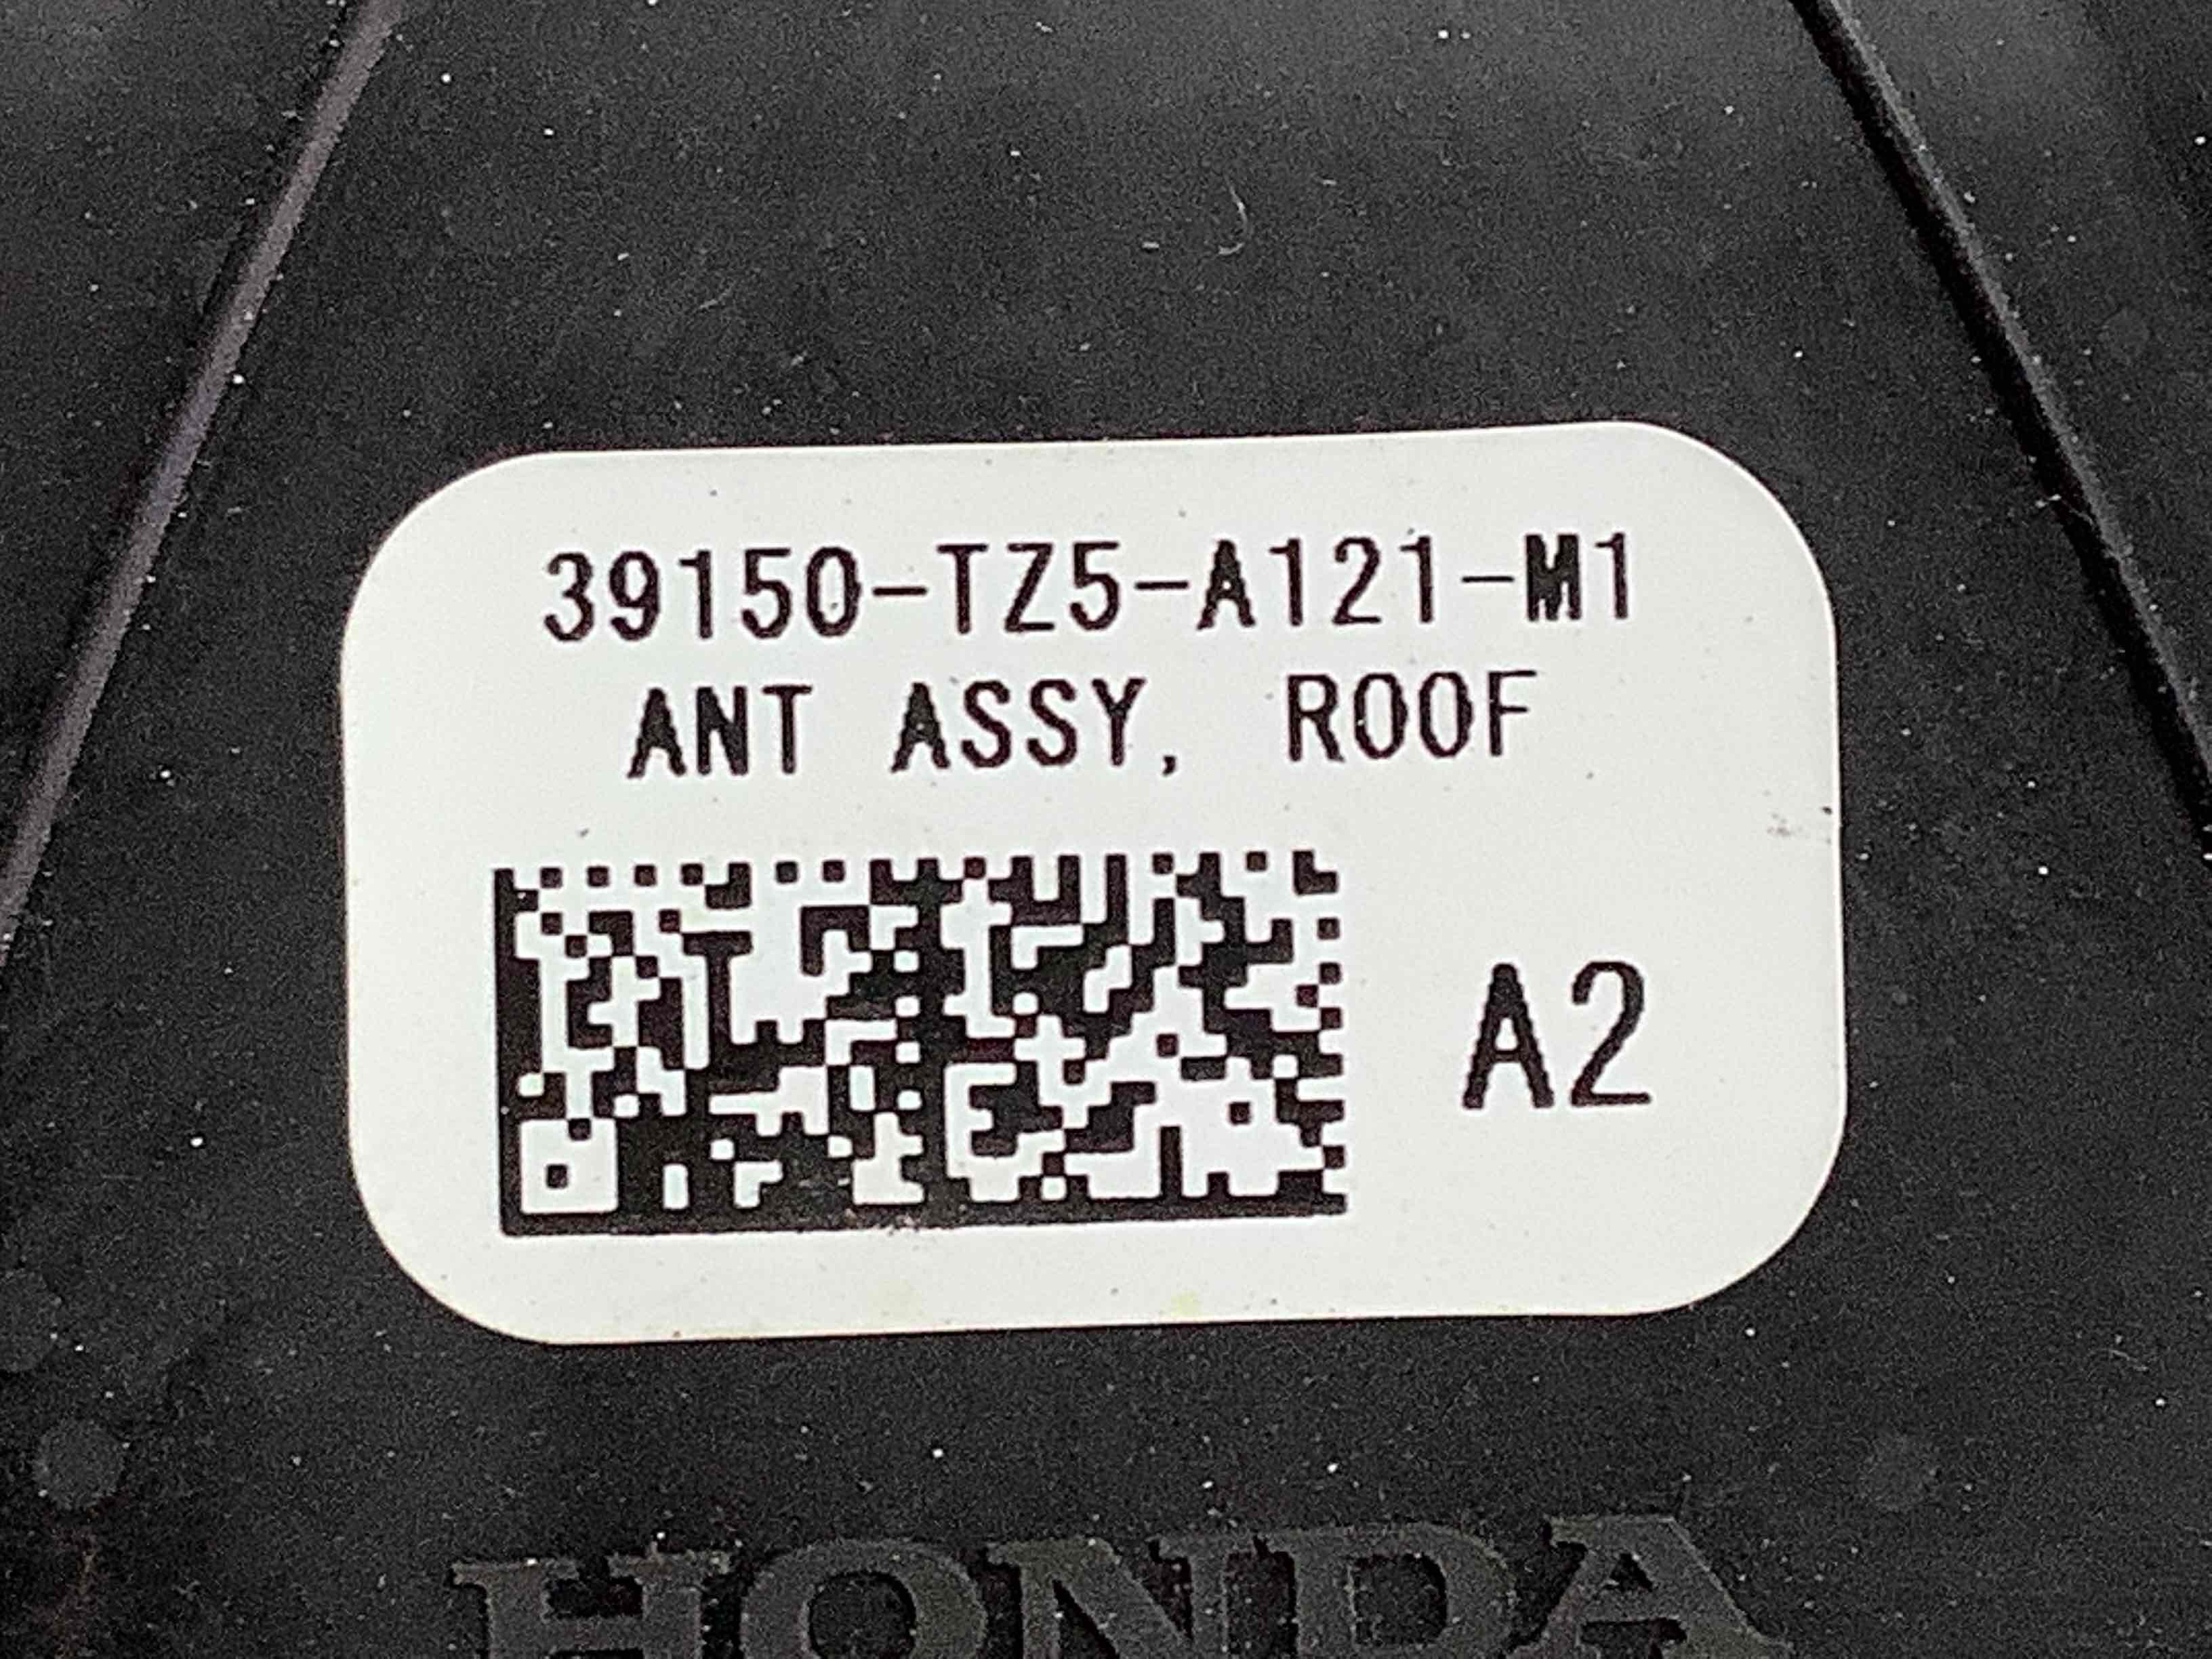 39150-TZ5-A121-M1
ANT ASSY, ROOF
A2
HONDA